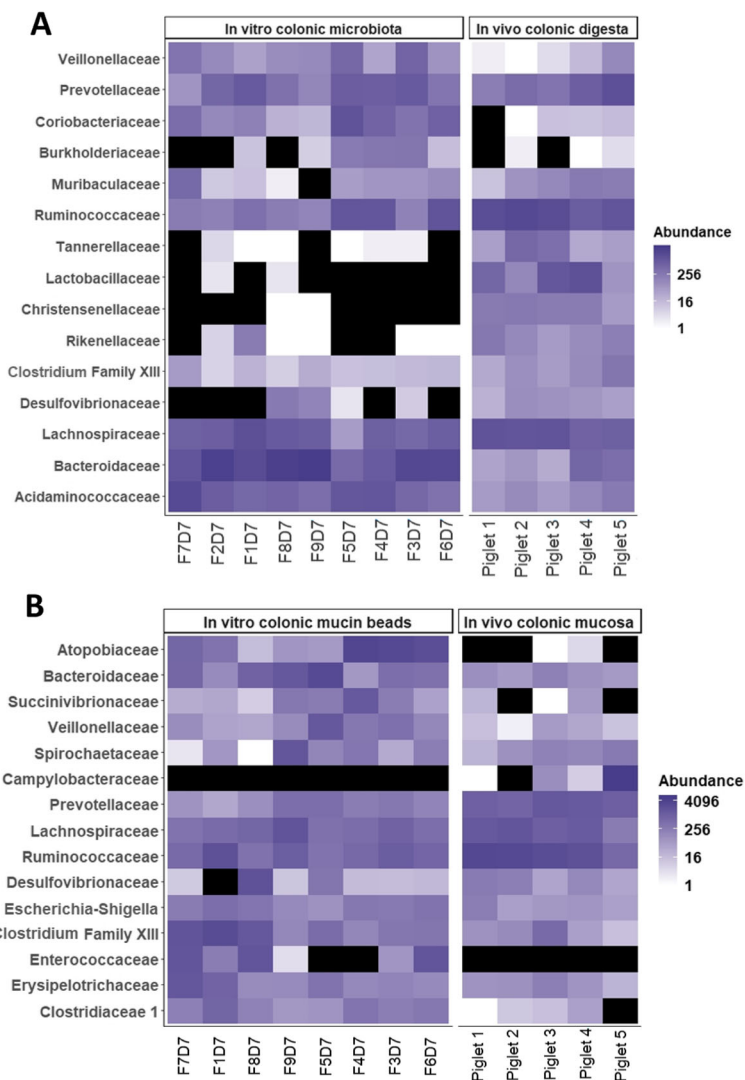 A
In vitro colonic microbiota
In vivo colonic digesta
Veillonellaceae
Prevotellaceae
Coriobacteriaceae
Burkholderiaceae
Muribaculaceae
Ruminococcaceae
Tannerellaceae
Lactobacillaceae
Christensenellaceae
Rikenellaceae
Clostridium Family XIII
Desulfovibrionaceae
Lachnospiraceae
Bacteroidaceae
Acidaminococcaceae
Abundance
256
16
1
F7D7
F2D7
F1D7
F8D7
F9D7
F5D7
F4D7
F3D7
F6D7
Piglet 1
Piglet 2
Piglet 3
Piglet 4
Piglet 5
B
In vitro colonic mucin beads
In vivo colonic mucosa
Atopobiaceae
Bacteroidaceae
Succinivibrionaceae
Veillonellaceae
Spirochaetaceae
Campylobacteraceae
Prevotellaceae
Lachnospiraceae
Ruminococcaceae
Desulfovibrionaceae
Escherichia-Shigella
lostridium Family XIII
Enterococcaceae
Erysipelotrichaceae
Clostridiaceae 1
Abundance
4096
256
16
1
F7D7
F1D7
F8D7
F9D7
F5D7
F4D7
F3D7
F6D7
Piglet 1
Piglet 2
Piglet 3
Piglet 4
Piglet 5